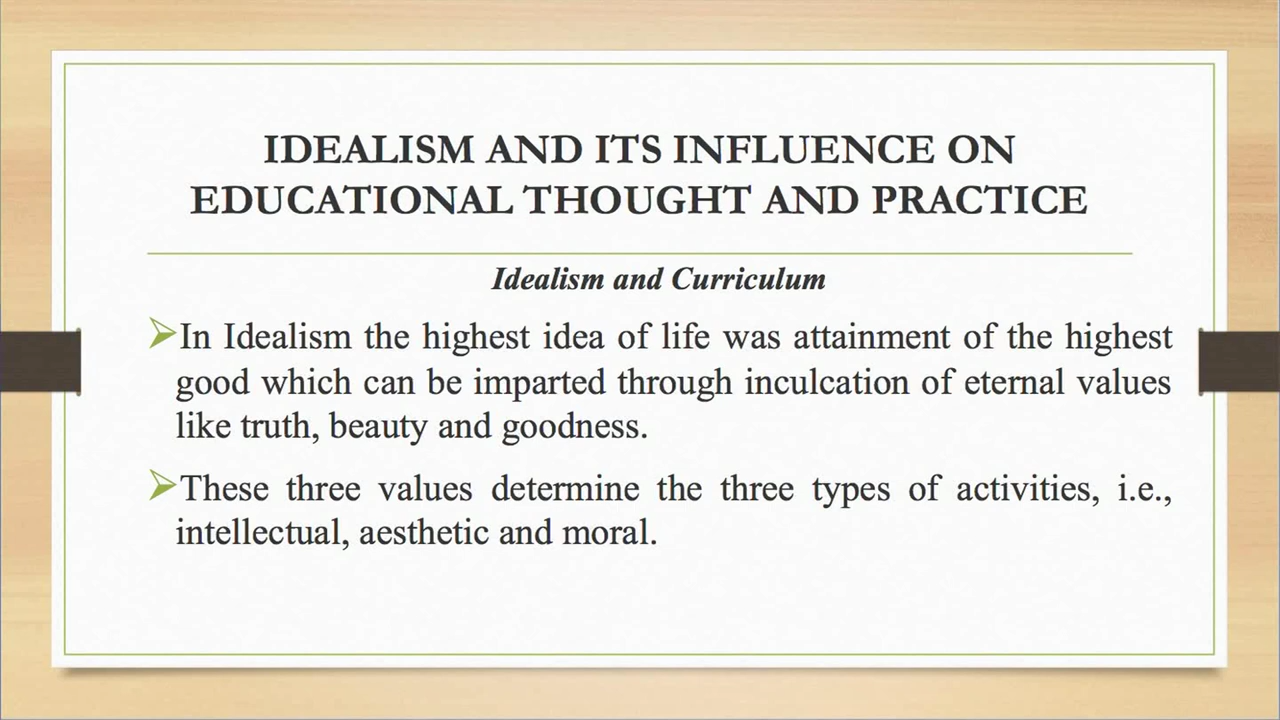 IDEALISM AND ITS INFLUENCE ON
EDUCATIONAL THOUGHT AND PRACTICE
Idealism and Curriculum
In Idealism the highest idea of life was attainment of the highest
good which can be imparted through inculcation of eternal values
like truth, beauty and goodness.
These three values determine the three types of activities, i.e.,
intellectual, aesthetic and moral.